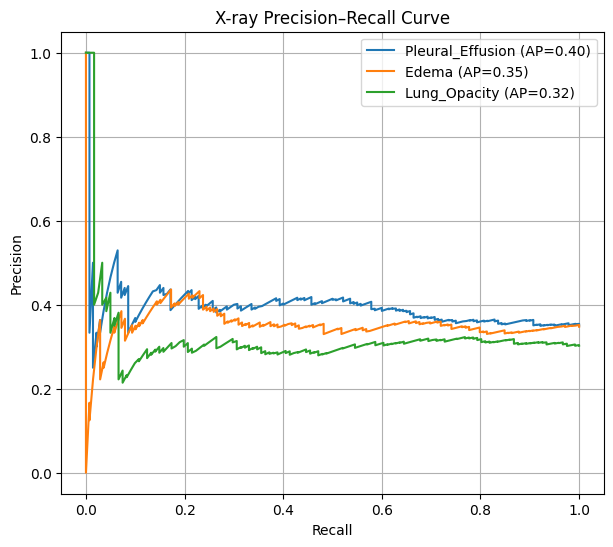 X-ray Precision–Recall Curve
Pleural_Effusion (AP=0.40)
Edema (AP=0.35)
Lung_Opacity (AP=0.32)
Precision
1.0
0.8
0.6
0.4
0.2
0.0
0.0 0.2 0.4 0.6 0.8 1.0
Recall